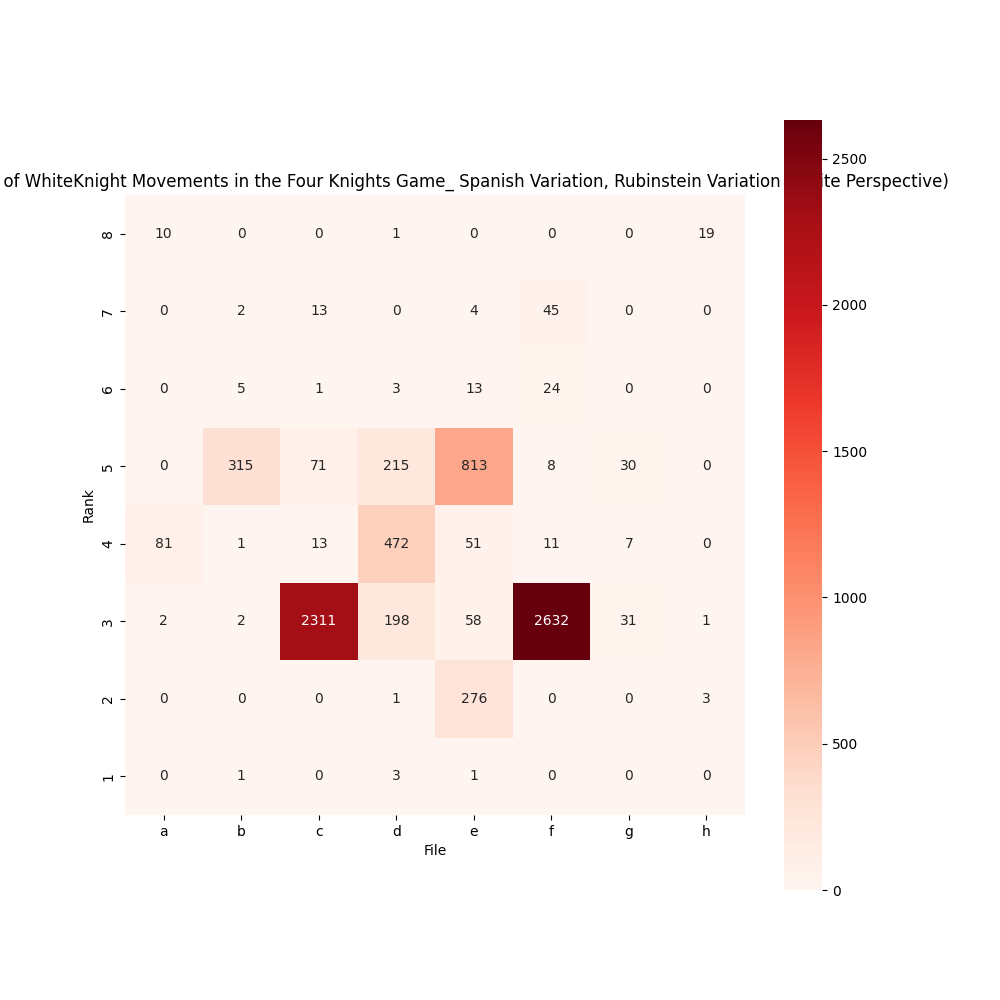 of WhiteKnight Movements in the Four Knights Game_ Spanish Variation, Rubinstein Variation Perspective)
8 10 0 0 1 0 0 0 19
7 0 2 13 0 4 45 0 0
6 0 5 1 3 13 24 0 0
5 0 315 71 215 813 8 30 0
4 81 1 13 472 51 11 7 0
3 2 2 2311 198 58 2632 31 1
2 0 0 0 1 276 0 0 3
1 0 1 0 3 1 0 0 0
a b c d e f g h
File
Rank
2500
2000
1500
1000
500
0